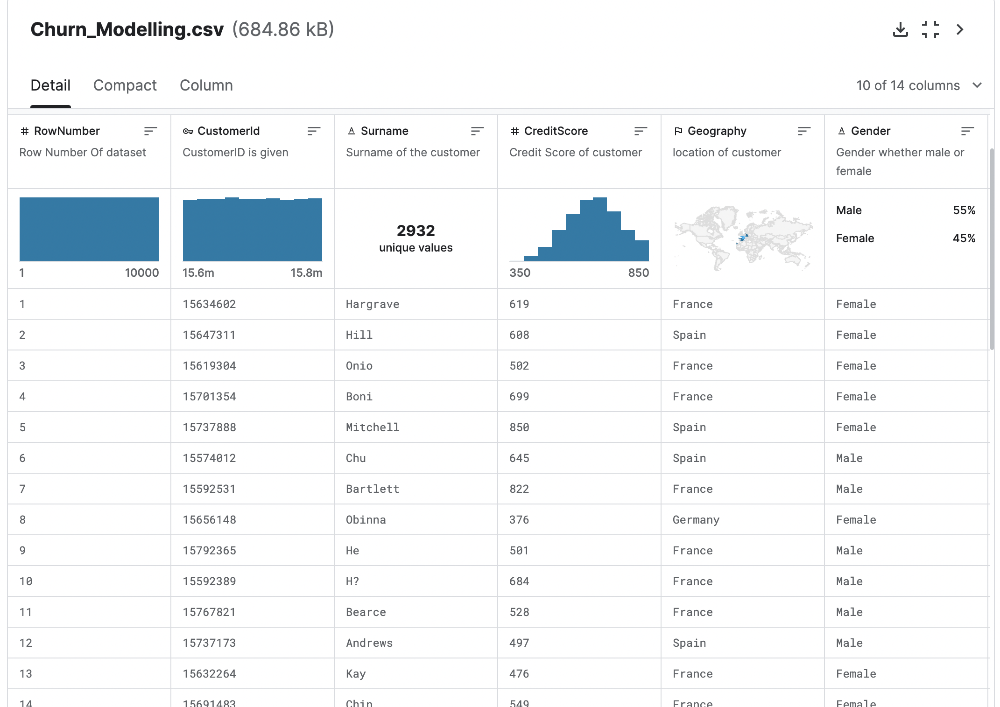 Churn_Modelling.csv (684.86 kB)
Detail Compact Column 10 of 14 columns
# RowNumber CustomerId A Surname # CreditScore Geography A Gender
Row Number Of dataset CustomerID is given Surname of the customer Credit Score of customer location of customer Gender whether male or female
Male 55%
2932
unique values
Female 45%
1 10000 15.6m 15.8m 350 850
1 15634602 Hargrave 619 France Female
2 15647311 Hill 608 Spain Female
3 15619304 Onio 502 France Female
4 15701354 Boni 699 France Female
5 15737888 Mitchell 850 Spain Female
6 15574012 Chu 645 Spain Male
7 15592531 Bartlett 822 France Male
8 15656148 Obinna 376 Germany Female
9 15792365 He 501 France Male
10 15592389 H? 684 France Male
11 15767821 Bearce 528 France Male
12 15737173 Andrews 497 Spain Male
13 15632264 Kay 476 France Female
14 15691483 Chin 549 France Female